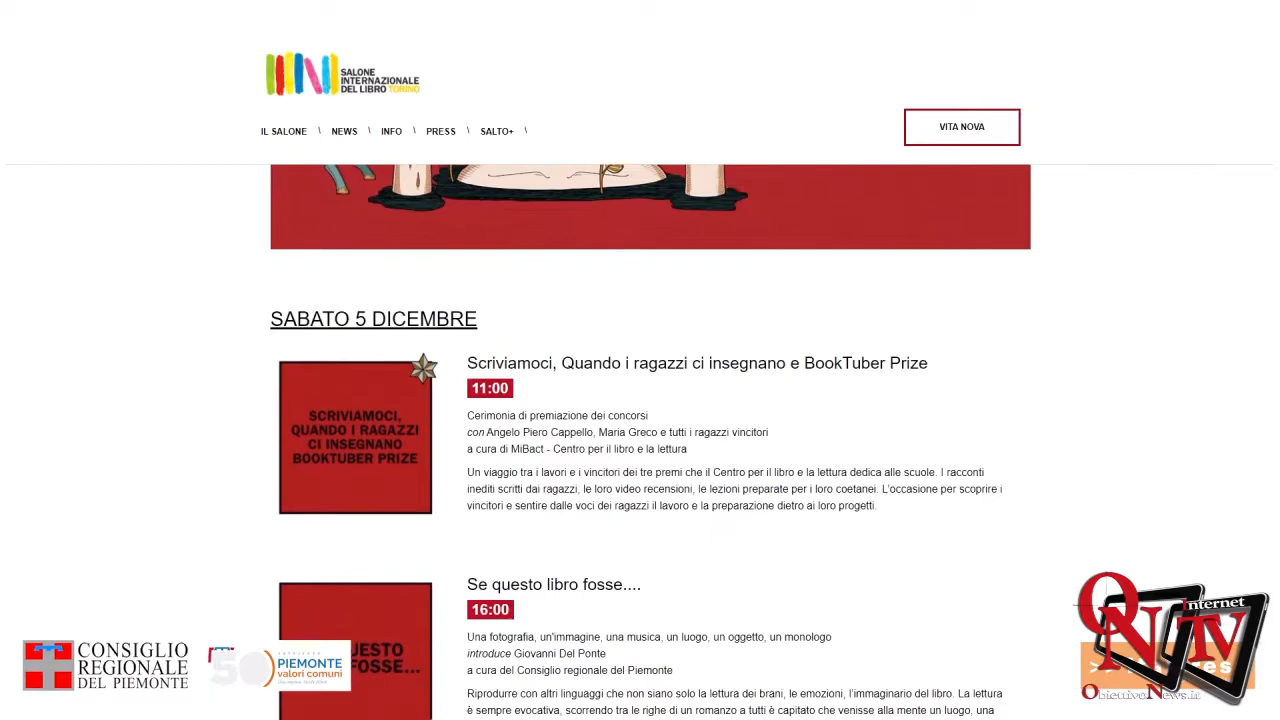 SALONE
INTERNAZIONALE
DEL LIBRO TORINO
IL SALONE \ NEWS \ INFO \ PRESS \ SALTO+ \
VITA NOVA
SABATO 5 DICEMBRE
SCRIVIAMOCI,
QUANDO I RAGAZZI
CI INSEGNANO
BOOKTUBER PRIZE
Scriviamoci, Quando i ragazzi ci insegnano e BookTuber Prize
11:00
Cerimonia di premiazione dei concorsi
con Angelo Piero Cappello, Maria Greco e tutti i ragazzi vincitori
a cura di MiBact - Centro per il libro e la lettura
Un viaggio tra i lavori e i vincitori dei tre premi che il Centro per il libro e la lettura dedica alle scuole. I racconti
inediti scritti dai ragazzi, le loro video recensioni, le lezioni preparate per i loro coetanei. L'occasione per scoprire i
vincitori e sentire dalle voci dei ragazzi il lavoro e la preparazione dietro ai loro progetti.
Se questo libro fosse....
16:00
Una fotografia, un'immagine, una musica, un luogo, un oggetto, un monologo
introduce Giovanni Del Ponte
a cura del Consiglio regionale del Piemonte
Riprodurre con altri linguaggi che non siano solo la lettura dei brani, le emozioni, l'immaginario del libro. La lettura
è sempre evocativa, scorrendo tra le righe di un romanzo a tutti è capitato che venisse alla mente un luogo, una
UESTO
FOSSE...
CONSIGLIO
REGIONALE
DEL PIEMONTE
50
PIEMONTE
valori comuni
ON
Internet
TV
ObiettivoNews.it